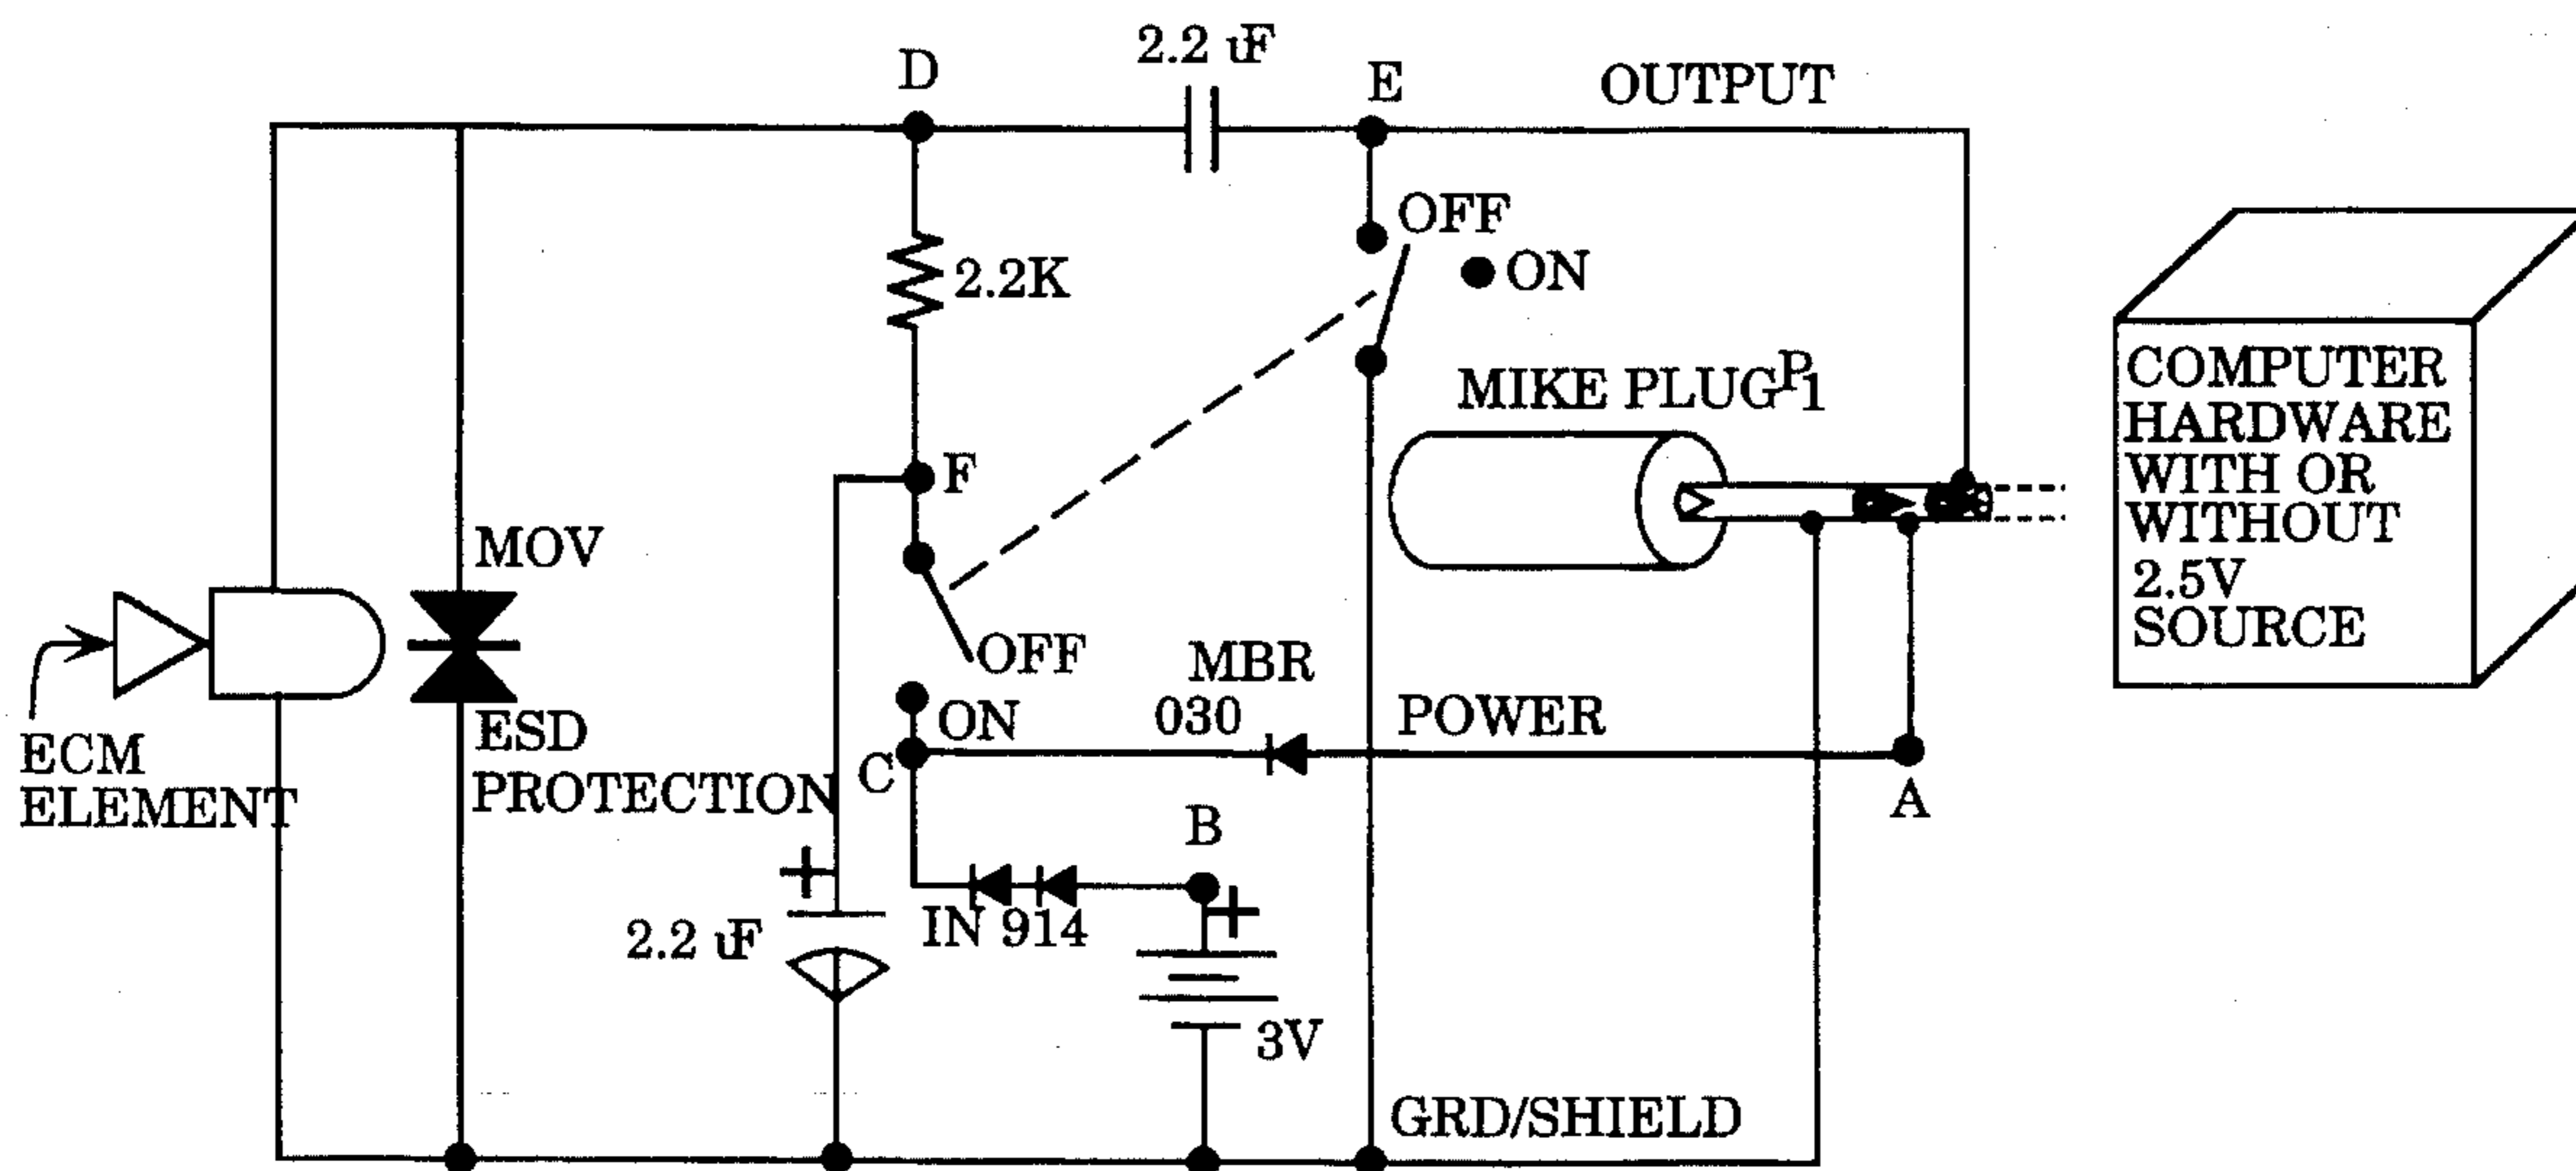 2.2 uF
D
E
OUTPUT
OFF
ON
2.2K
MIKE PLUG P1
COMPUTER
HARDWARE
WITH OR
WITHOUT
2.5V
SOURCE
F
MOV
OFF
MBR
030
POWER
ON
ESD
PROTECTION
C
ECM
ELEMENT
A
B
+
+
IN 914
2.2 uF
3V
GRD/SHIELD